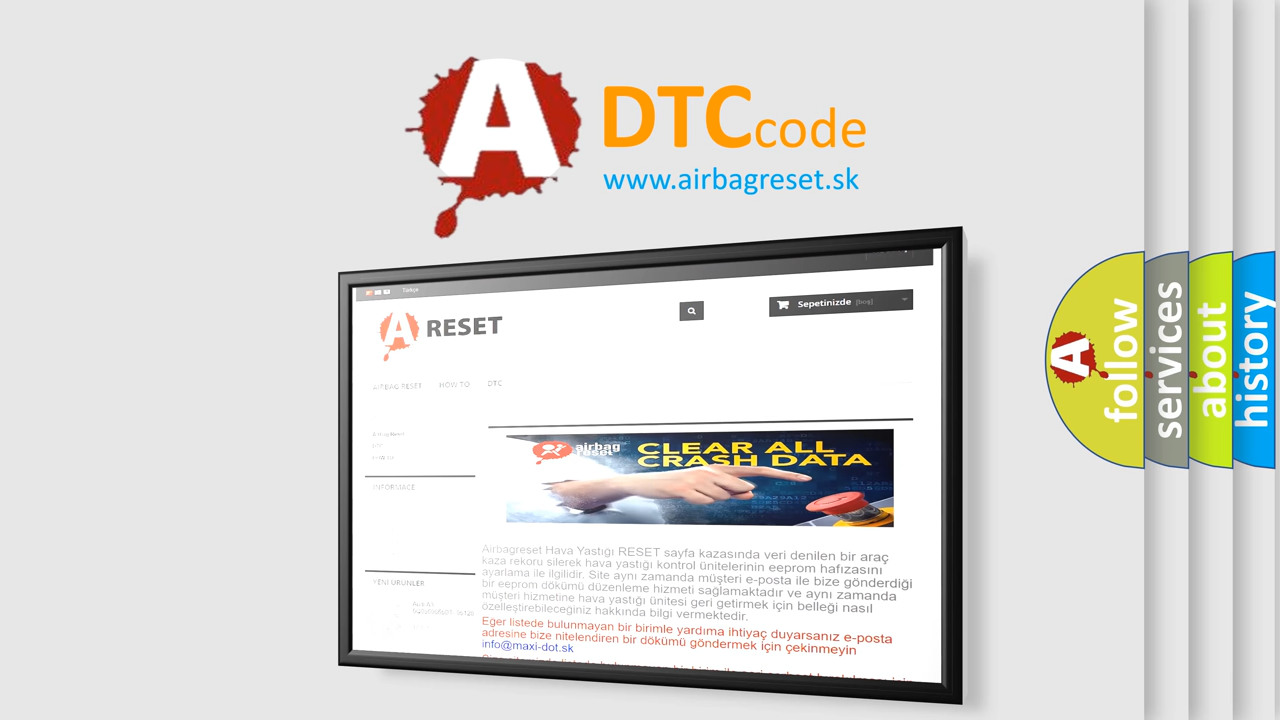 A
DTC code
www.airbagreset.sk
Türkçe
A RESET
Sepetinizde (boş)
AIRBAG RESET HOW TO DTC
INFORMACE
YENI ÜRÜNLER
airbag
reset
CLEAR ALL
CRASH DATA
Airbagreset Hava Yastığı RESET sayfa kazasında veri denilen bir araç
kaza rekoru silerek hava yastığı kontrol ünitelerinin eeprom hafızasını
ayarlama ile ilgilidir. Site aynı zamanda müşteri e-posta ile bize gönderdiği
bir eeprom dökümü düzenleme hizmeti sağlamaktadır ve aynı zamanda
müşteri hizmetine hava yastığı ünitesi geri getirmek için belleği nasıl
özelleştirebileceğiniz hakkında bilgi vermektedir.
Eğer listede bulunmayan bir birimle yardıma ihtiyaç duyarsanız e-posta
adresine bize nitelendiren bir dökümü göndermek için çekinmeyin
info@maxi-dot.sk
A
follow
services
about
history